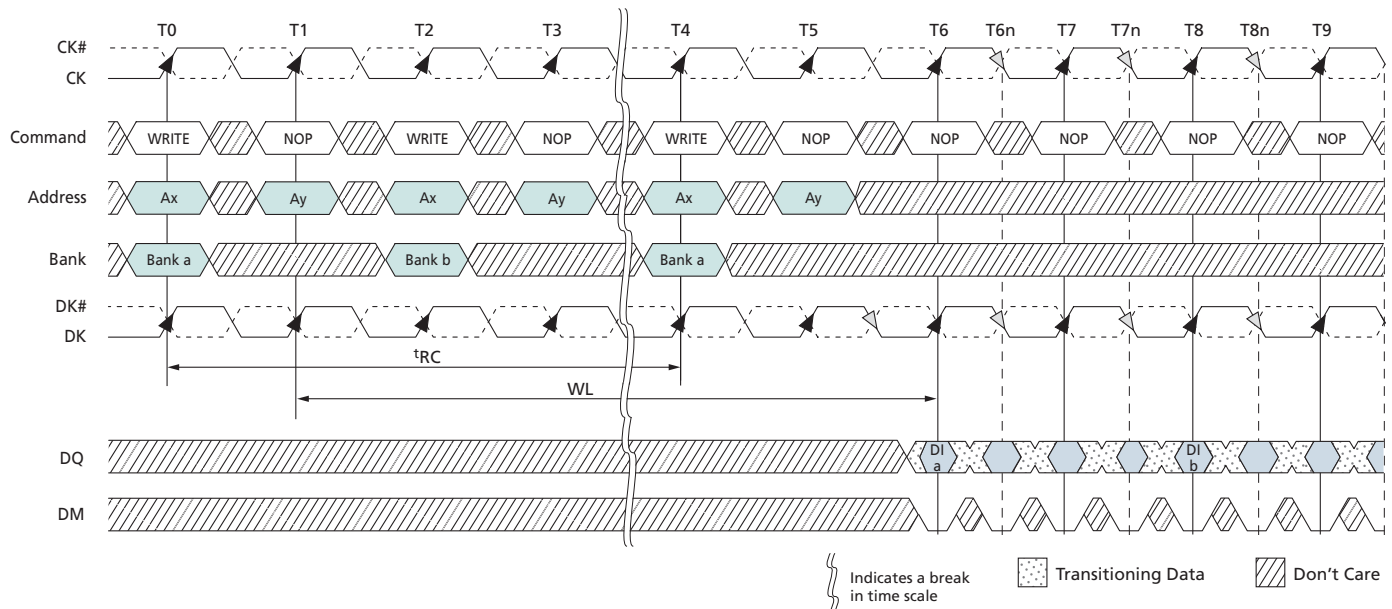 T0 T1 T2 T3 T4 T5 T6 T6n T7 T7n T8 T8n T9
CK#
CK
Command WRITE NOP WRITE NOP WRITE NOP NOP NOP NOP NOP
Address Ax Ay Ax Ay Ax Ay
Bank Bank a Bank b Bank a
DK#
DK
tRC
WL
DQ DI a DI b
DM
Indicates a break
in time scale
Transitioning Data
Don't Care